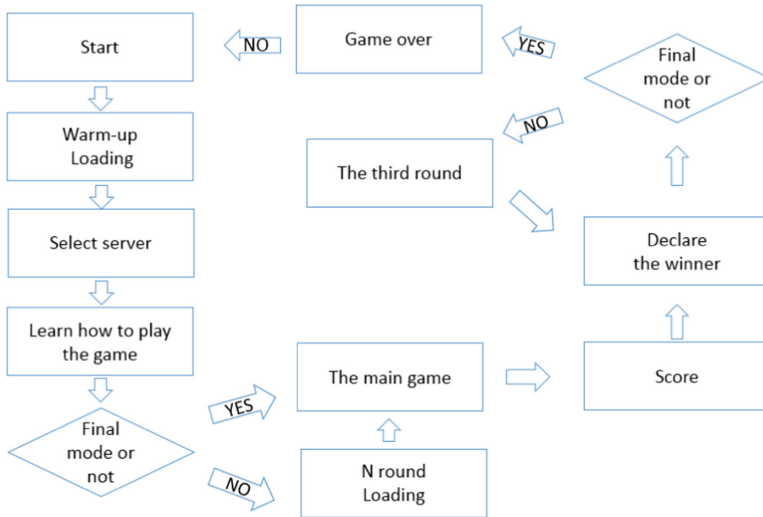 Start
Warm-up
Loading
Select server
Learn how to play
the game
Final
mode or
not
YES
NO
The main game
N round
Loading
Score
Declare
the winner
Final
mode or
not
YES
NO
Game over
NO
The third round